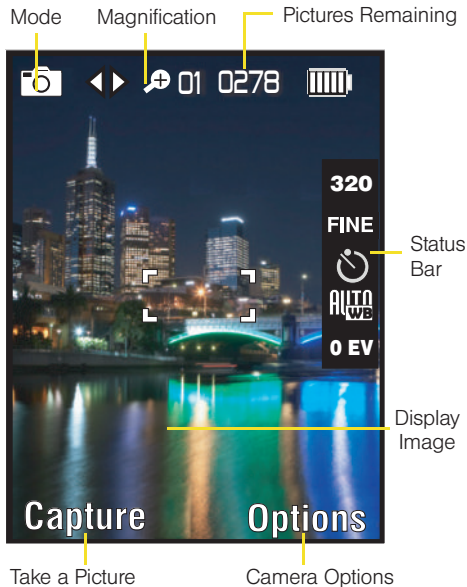 Mode
Magnification
Pictures Remaining
01 0278
320
FINE
AUTO
WB
0 EV
Status
Bar
Display
Image
Capture
Options
Take a Picture
Camera Options